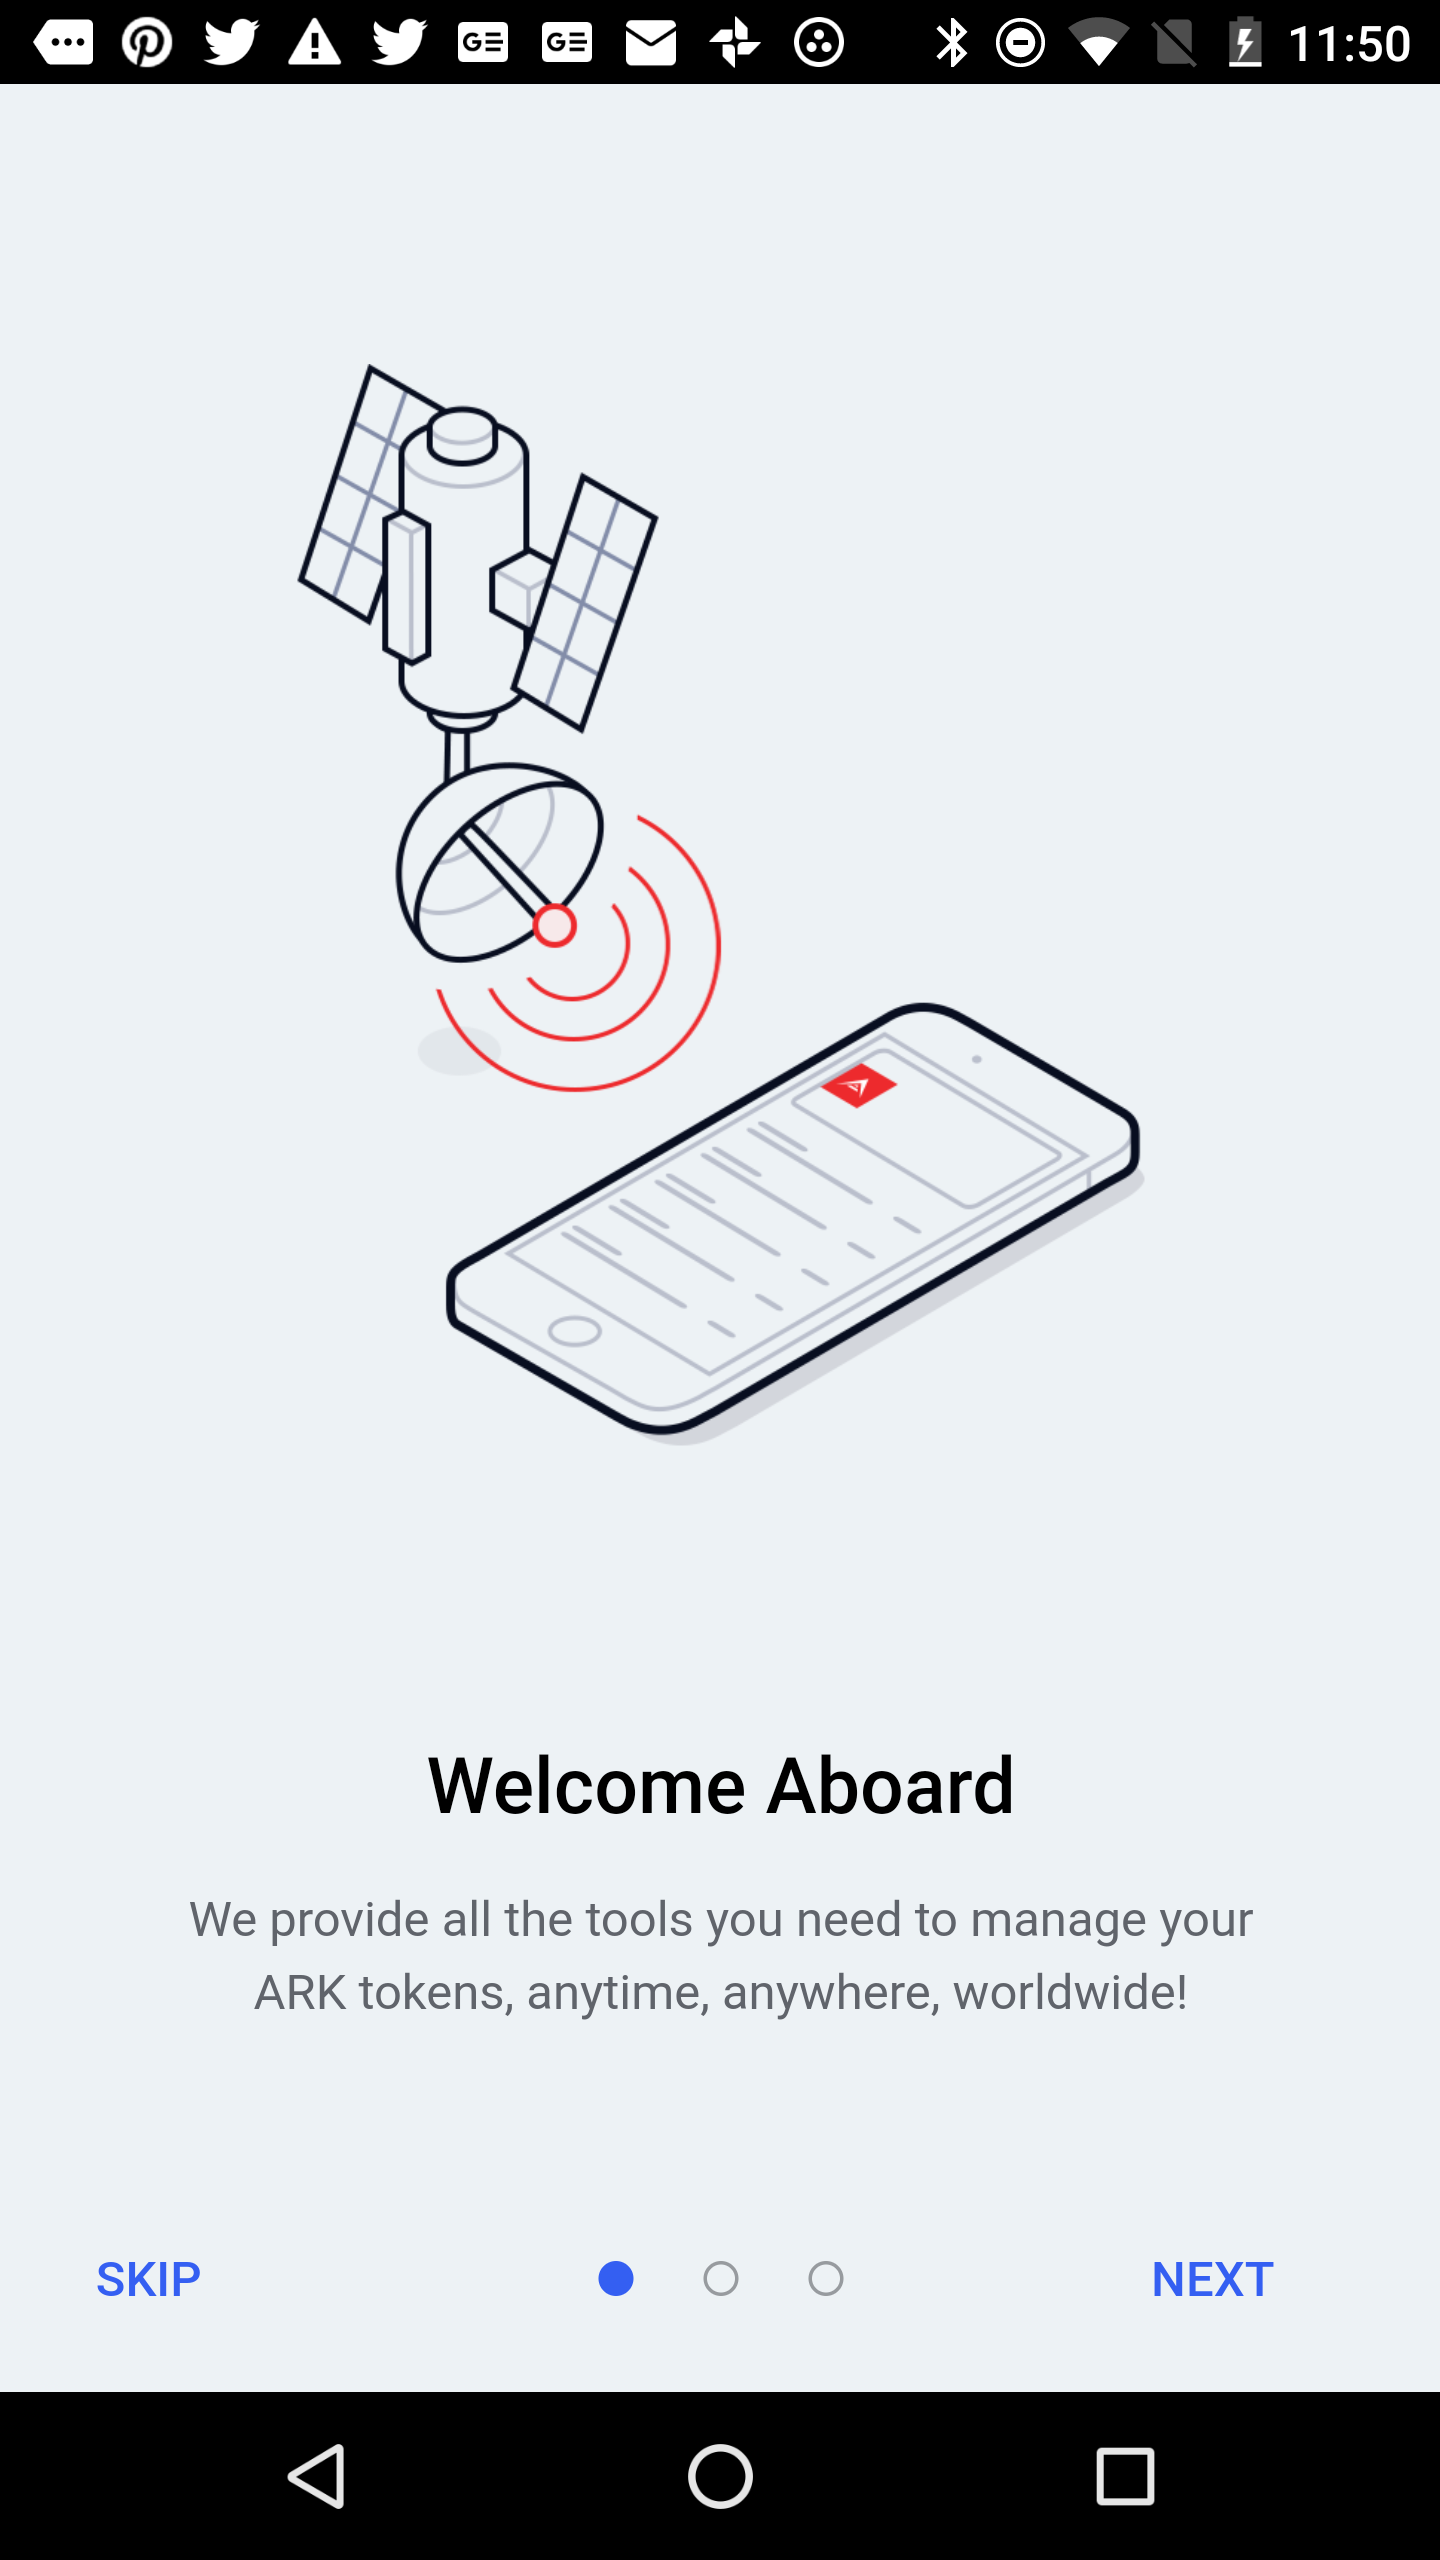 11:50
Welcome Aboard
We provide all the tools you need to manage your
ARK tokens, anytime, anywhere, worldwide!
SKIP
NEXT